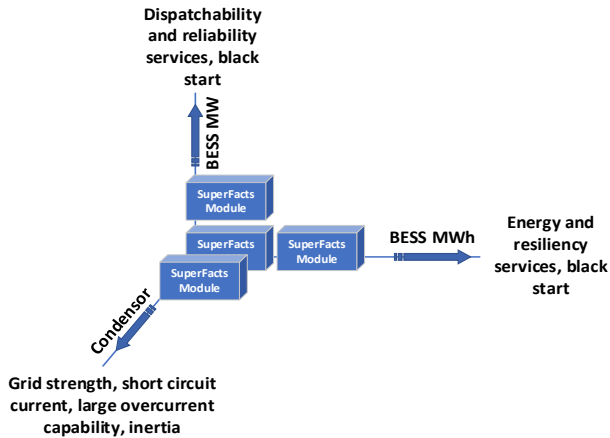 Dispatchability
and reliability
services, black
start
BESS MW
SuperFacts
Module
SuperFacts
Module
SuperFacts
Module
SuperFacts
Module
BESS MWh
Energy and
resiliency
services, black
start
Condensor
Grid strength, short circuit
current, large overcurrent
capability, inertia